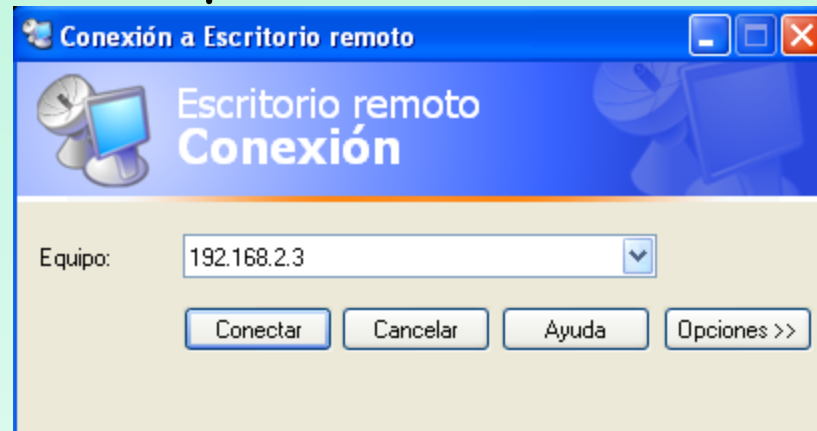 Conexión a Escritorio remoto
Escritorio remoto
Conexión
Equipo: 192.168.2.3
Conectar Cancelar Ayuda Opciones >>